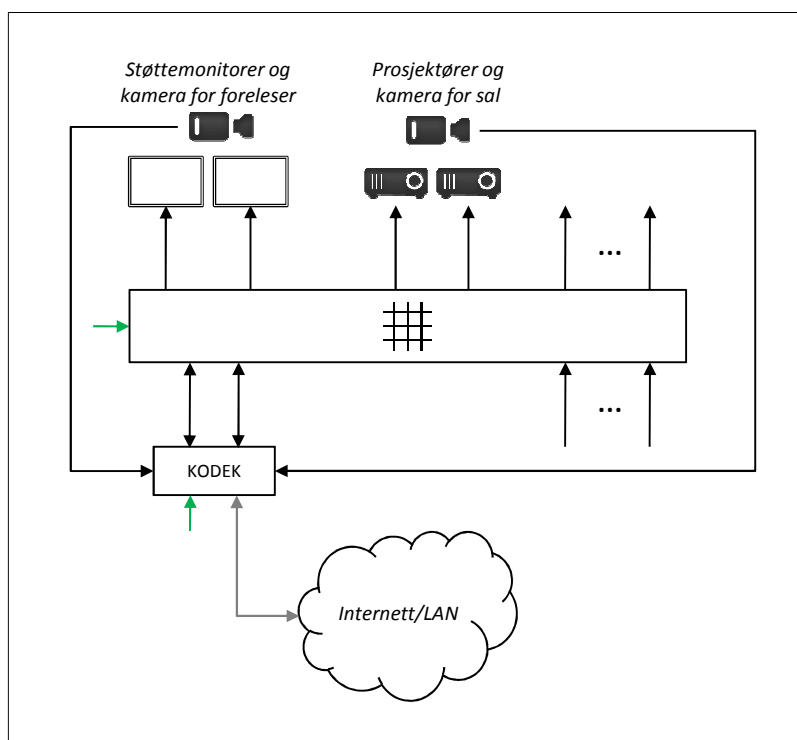 Støttemonitorer og
kamera for foreleser
Prosjektører og
kamera for sal
...
...
KODEK
Internett/LAN